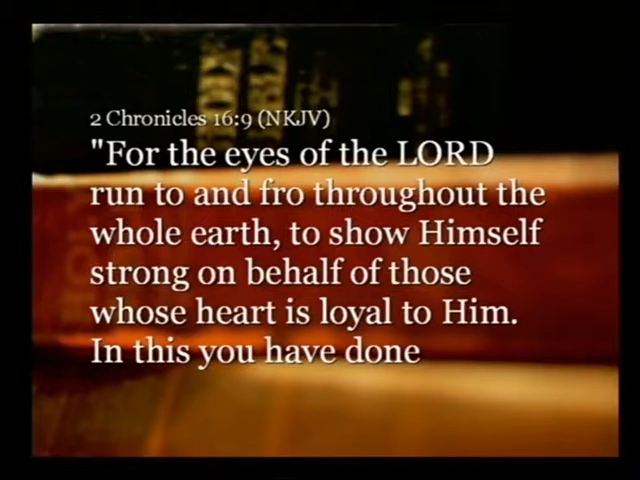 2 Chronicles 16:9 (NKJV)
"For the eyes of the LORD
run to and fro throughout the
whole earth, to show Himself
strong on behalf of those
whose heart is loyal to Him.
In this you have done